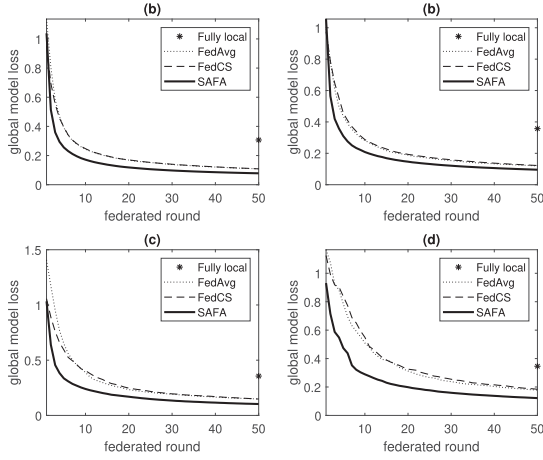 (b)
global model loss
1
0.8
0.6
0.4
0.2
0
10 20 30 40 50
federated round
Fully local
FedAvg
FedCS
SAFA
(b)
global model loss
1
0.8
0.6
0.4
0.2
0
10 20 30 40 50
federated round
Fully local
FedAvg
FedCS
SAFA
(c)
global model loss
1.5
1
0.5
0
10 20 30 40 50
federated round
Fully local
FedAvg
FedCS
SAFA
(d)
global model loss
1
0.8
0.6
0.4
0.2
0
10 20 30 40 50
federated round
Fully local
FedAvg
FedCS
SAFA